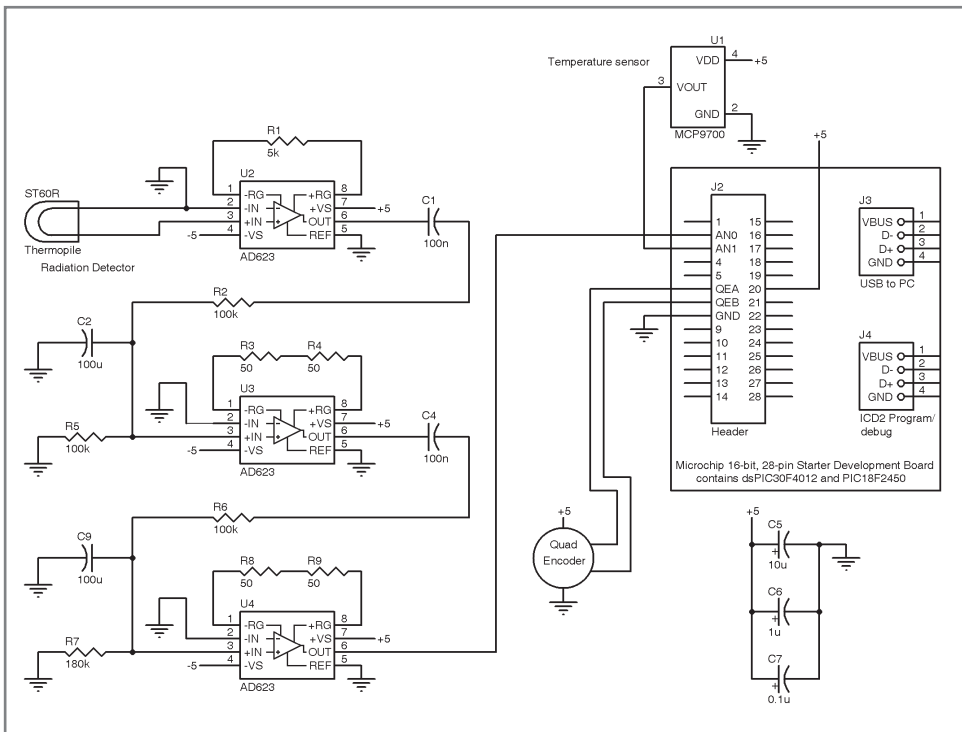 U1
Temperature sensor
VDD 4 +5
3 VOUT
GND 2
MCP9700
R1
5k
U2
ST60R
1 -RG +RG 8
2 -IN +VS 7 +5
3 +IN OUT 6
-5 4 -VS REF 5
AD623
Thermopile
Radiation Detector
C1
100n
R2
100k
C2
100u
R3 R4
50 50
U3
1 -RG +RG 8
2 -IN +VS 7 +5
3 +IN OUT 6
-5 4 -VS REF 5
AD623
R5
100k
C4
100n
R6
100k
C9
100u
R8 R9
50 50
U4
1 -RG +RG 8
2 -IN +VS 7 +5
3 +IN OUT 6
-5 4 -VS REF 5
AD623
R7
180k
+5
J2
1 15
AN0 16
AN1 17
4 18
5 19
QEA 20
QEB 21
GND 22
9 23
10 24
11 25
12 26
13 27
14 28
Header
J3
VBUS 1
D- 2
D+ 3
GND 4
USB to PC
J4
VBUS 1
D- 2
D+ 3
GND 4
ICD2 Program/
debug
Microchip 16-bit, 28-pin Starter Development Board
contains dsPIC30F4012 and PIC18F2450
+5
Quad
Encoder
+5
C5
+
10u
C6
+
1u
C7
+
0.1u